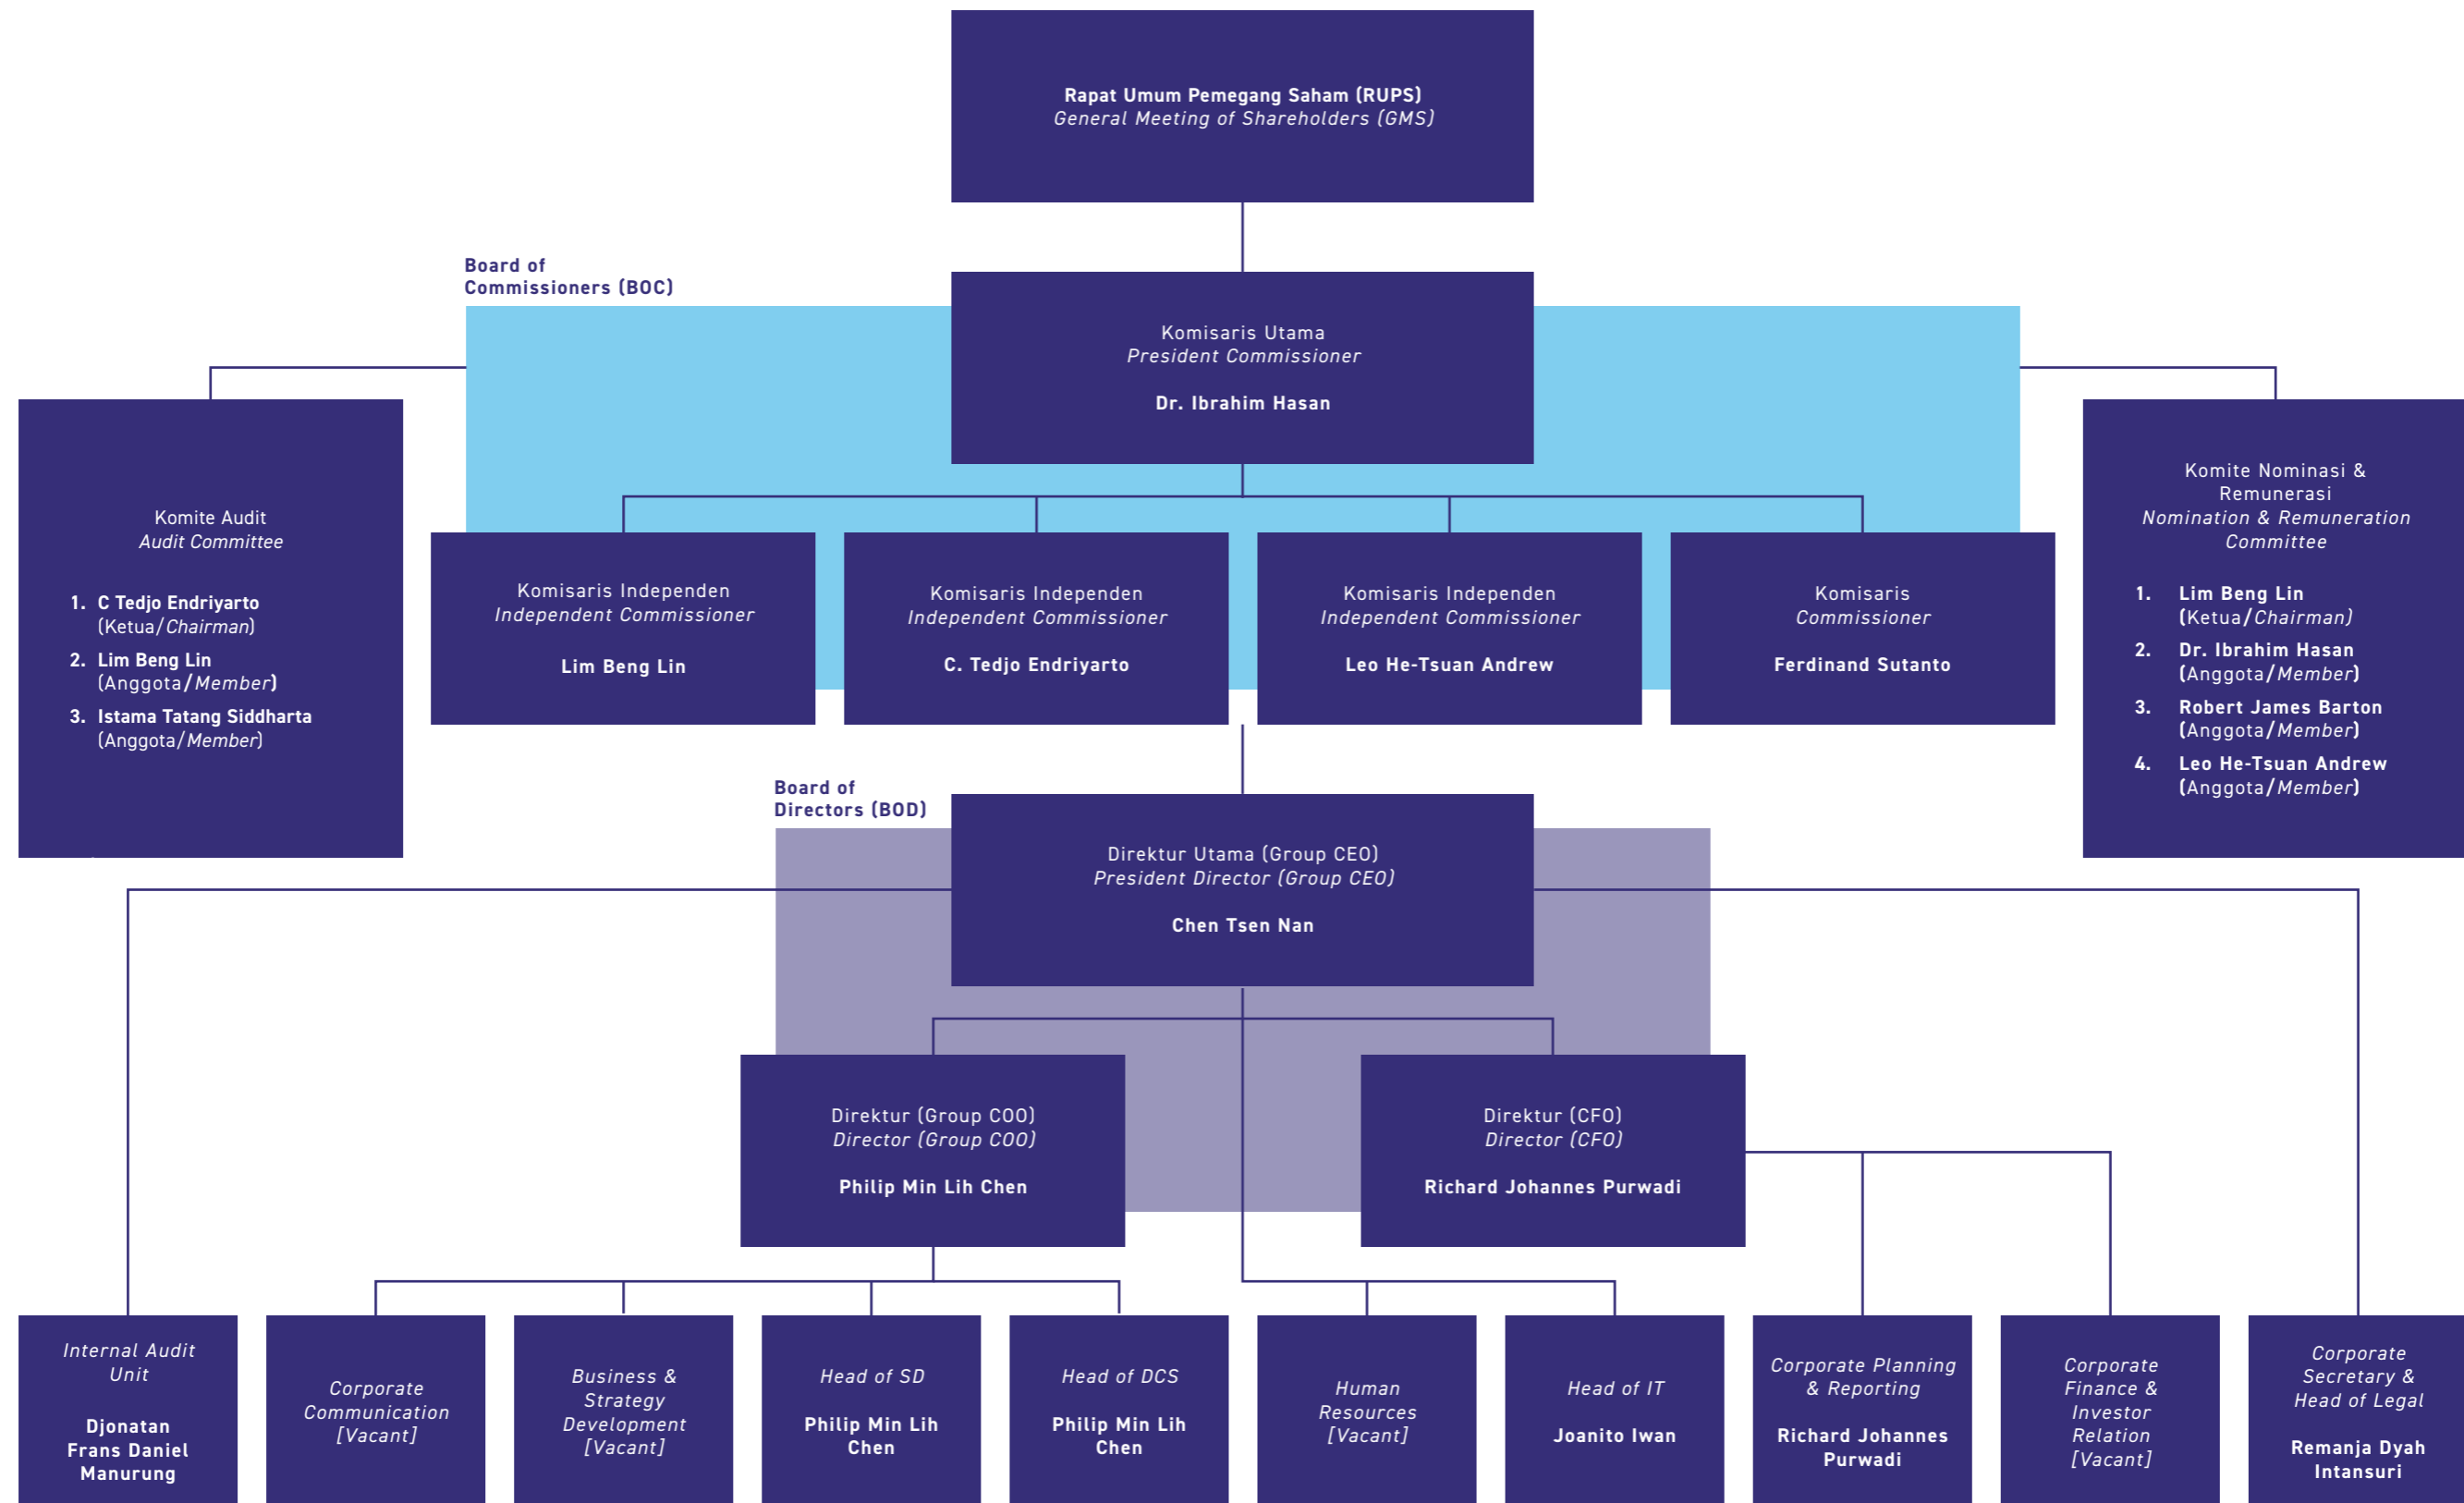 Rapat Umum Pemegang Saham (RUPS)
General Meeting of Shareholders (GMS)
Board of
Commissioners (BOC)
Komisaris Utama
President Commissioner
Dr. Ibrahim Hasan
Komite Audit
Audit Committee
1. C Tedjo Endriyarto
(Ketua/Chairman)
2. Lim Beng Lin
(Anggota/Member)
3. Istama Tatang Siddharta
(Anggota/Member)
Komisaris Independen
Independent Commissioner
Lim Beng Lin
Komisaris Independen
Independent Commissioner
C. Tedjo Endriyarto
Komisaris Independen
Independent Commissioner
Leo He-Tsuan Andrew
Komisaris
Commissioner
Ferdinand Sutanto
Komite Nominasi &
Remunerasi
Nomination & Remuneration
Committee
1. Lim Beng Lin
(Ketua/Chairman)
2. Dr. Ibrahim Hasan
(Anggota/Member)
3. Robert James Barton
(Anggota/Member)
4. Leo He-Tsuan Andrew
(Anggota/Member)
Board of
Directors (BOD)
Direktur Utama (Group CEO)
President Director (Group CEO)
Chen Tsen Nan
Direktur (Group COO)
Director (Group COO)
Philip Min Lih Chen
Direktur (CFO)
Director (CFO)
Richard Johannes Purwadi
Internal Audit
Unit
Djonatan
Frans Daniel
Manurung
Corporate
Communication
[Vacant]
Business &
Strategy
Development
[Vacant]
Head of SD
Philip Min Lih
Chen
Head of DCS
Philip Min Lih
Chen
Human
Resources
[Vacant]
Head of IT
Joanito Iwan
Corporate Planning
& Reporting
Richard Johannes
Purwadi
Corporate
Finance &
Investor
Relation
[Vacant]
Corporate
Secretary &
Head of Legal
Remanja Dyah
Intansuri